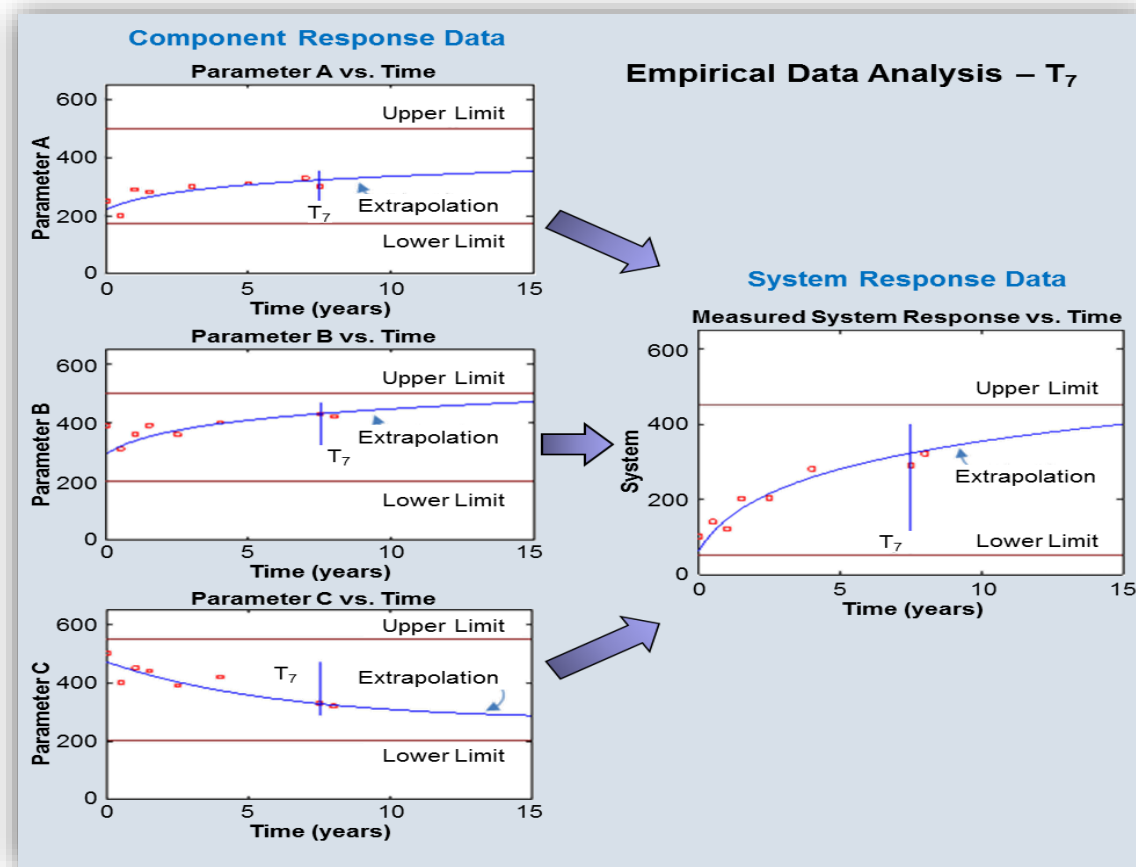 Component Response Data
Empirical Data Analysis – T₇
Parameter A vs. Time
Parameter A
600
400
200
0
Upper Limit
T₇
Extrapolation
Lower Limit
0 5 10 15
Time (years)
Parameter B vs. Time
Parameter B
600
400
200
0
Upper Limit
Extrapolation
T₇
Lower Limit
0 5 10 15
Time (years)
Parameter C vs. Time
Parameter C
600
400
200
0
Upper Limit
T₇
Extrapolation
Lower Limit
0 5 10 15
Time (years)
System Response Data
Measured System Response vs. Time
System
600
400
200
0
Upper Limit
Extrapolation
T₇
Lower Limit
0 5 10 15
Time (years)